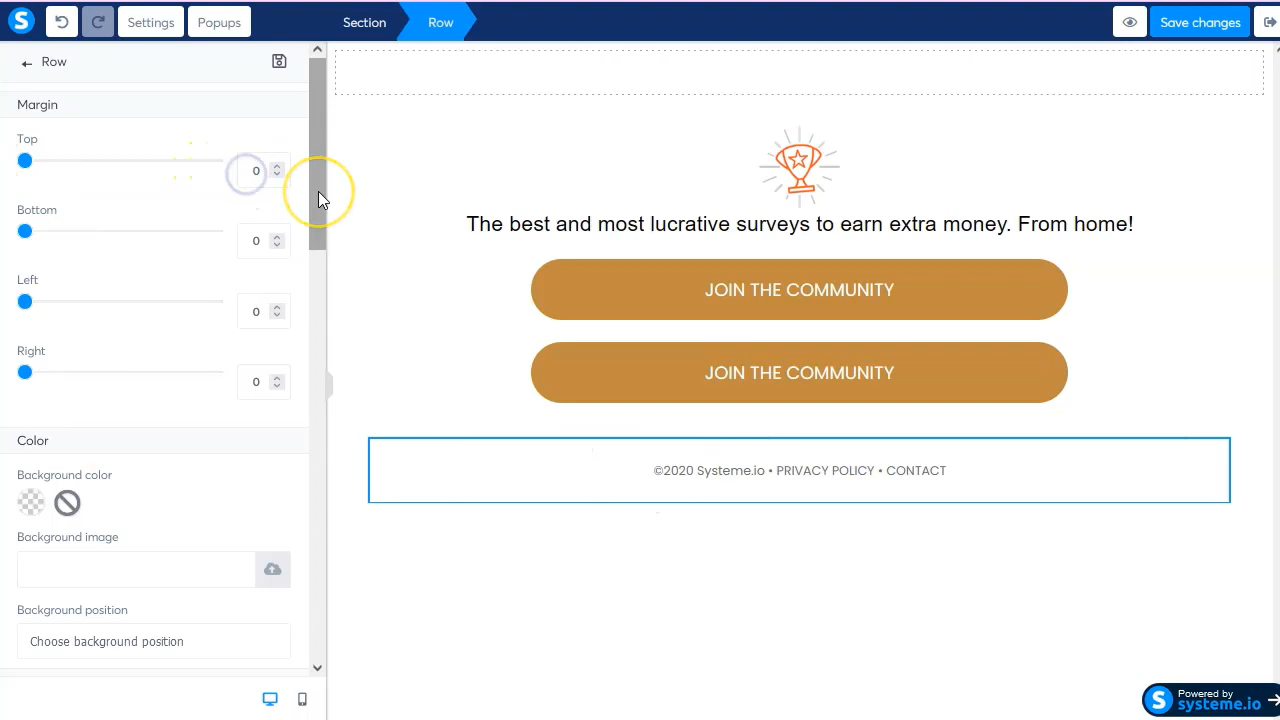 S Settings Popups Section Row Save changes
Row
Margin
Top
0
Bottom
0
Left
0
Right
0
Color
Background color
Background image
Background position
Choose background position
The best and most lucrative surveys to earn extra money. From home!
JOIN THE COMMUNITY
JOIN THE COMMUNITY
©2020 Systeme.io • PRIVACY POLICY • CONTACT
S Powered by
systeme.io